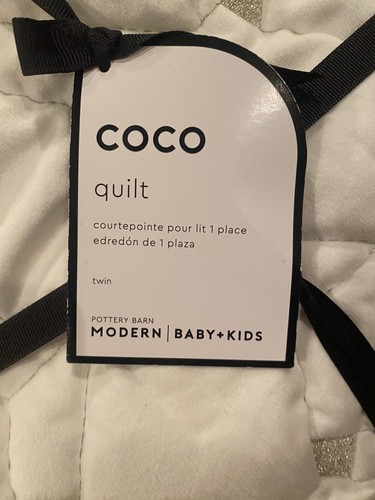 COCO
quilt
courtepointe pour lit 1 place
edredón de 1 plaza
twin
POTTERY BARN
MODERN | BABY+KIDS